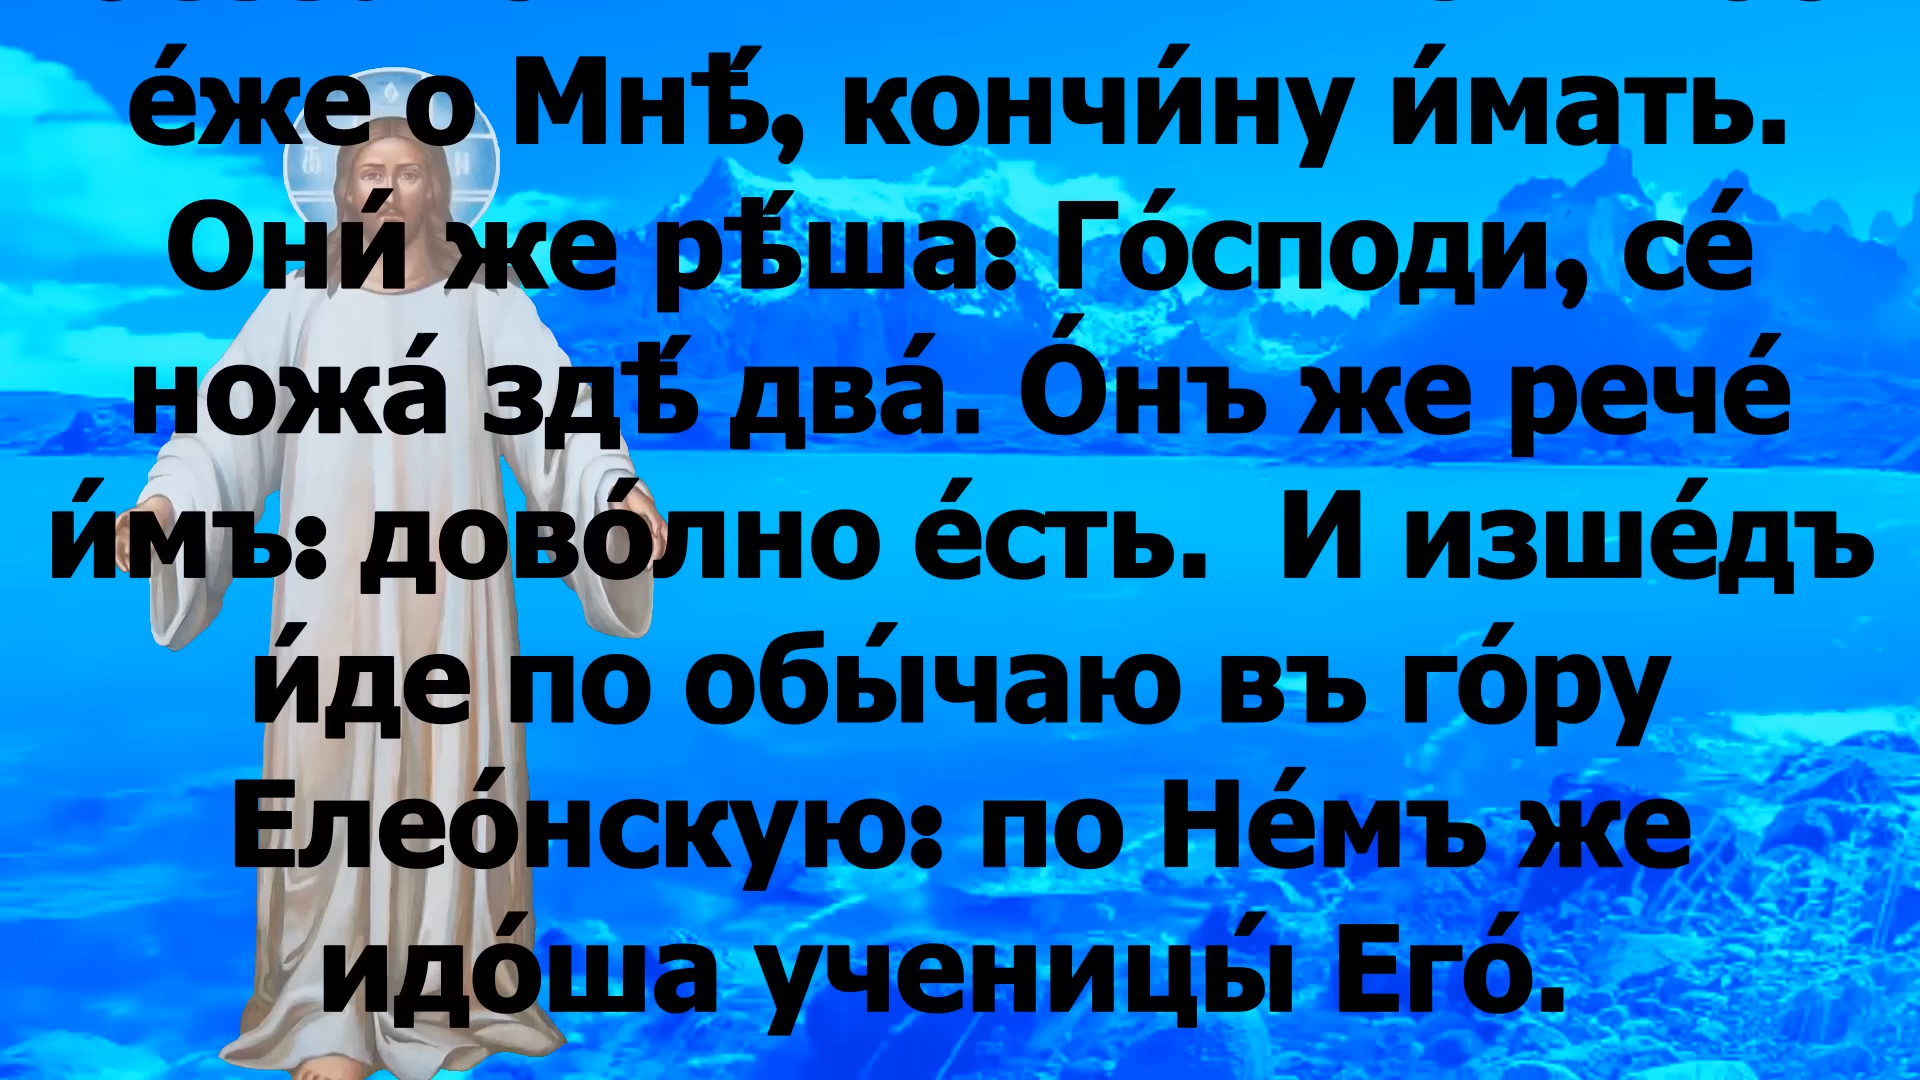 е́же о Мнѣ́, кончи́ну и́мать.
Они́ же рѣ́ша: Го́споди, се́
ножа́ здѣ́ два́. О́нъ же рече́
и́мъ: дово́лно е́сть.  И изше́дъ
и́де по обы́чаю въ го́ру
Елео́нскую: по Не́мъ же
идо́ша ученицы́ Его́.